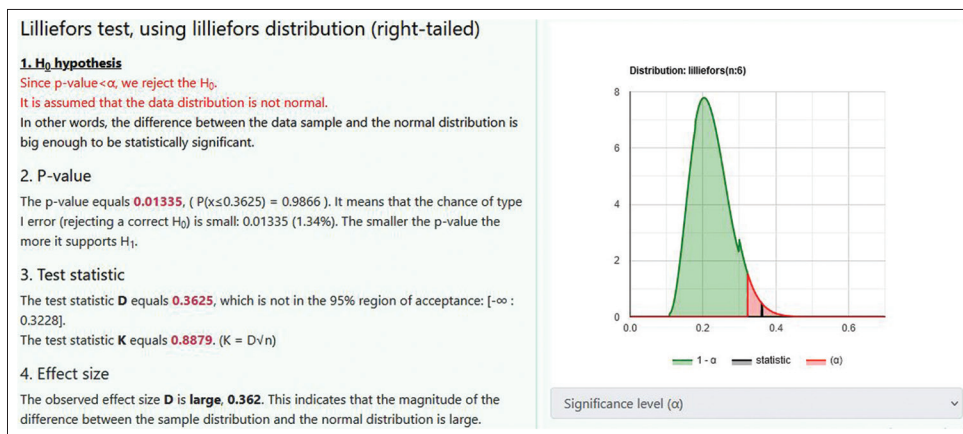 Lilliefors test, using lilliefors distribution (right-tailed)
1. H₀ hypothesis
Since p-value<α, we reject the H₀.
It is assumed that the data distribution is not normal.
In other words, the difference between the data sample and the normal distribution is
big enough to be statistically significant.
2. P-value
The p-value equals 0.01335, ( P(x≤0.3625) = 0.9866 ). It means that the chance of type
I error (rejecting a correct H₀) is small: 0.01335 (1.34%). The smaller the p-value the
more it supports H₁.
3. Test statistic
The test statistic D equals 0.3625, which is not in the 95% region of acceptance: [-∞ :
0.3228].
The test statistic K equals 0.8879. (K = D√n)
4. Effect size
The observed effect size D is large, 0.362. This indicates that the magnitude of the
difference between the sample distribution and the normal distribution is large.
Distribution: lilliefors(n:6)
8
6
4
2
0
0.0 0.2 0.4 0.6
1 - α statistic (α)
Significance level (α)